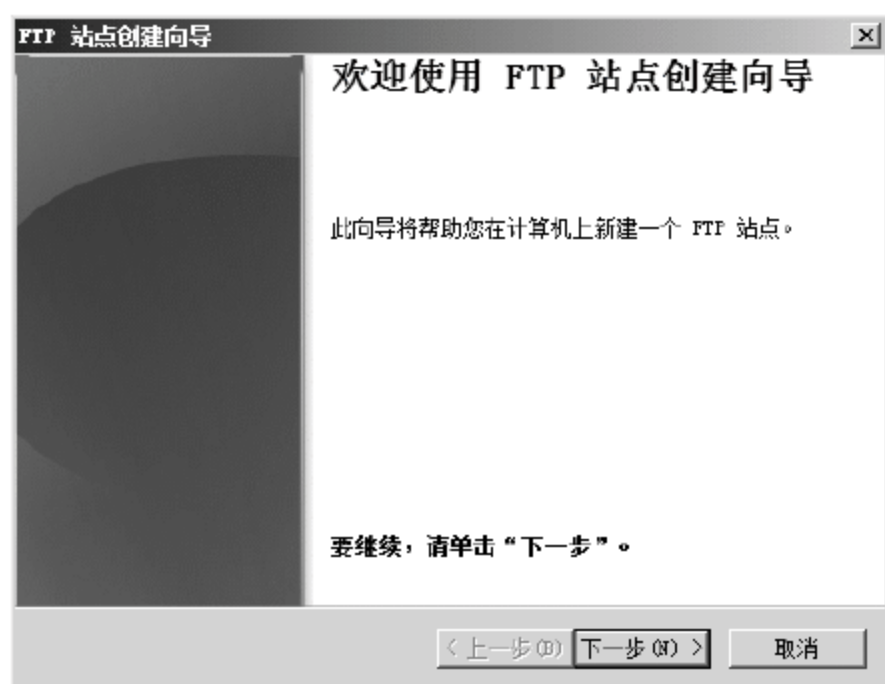 FTP 站点创建向导
欢迎使用 FTP 站点创建向导
此向导将帮助您在计算机上新建一个 FTP 站点。
要继续，请单击“下一步”。
< 上一步(B) 下一步(N) > 取消